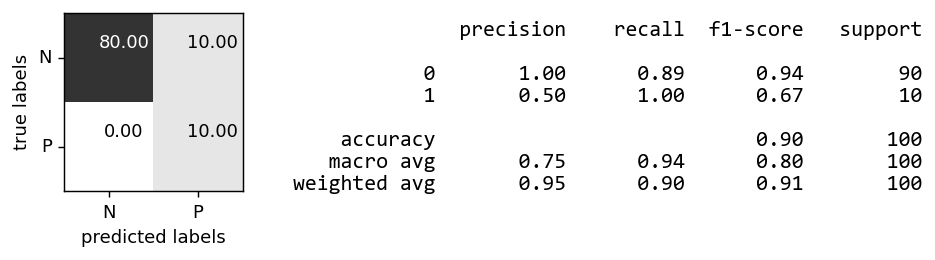 80.00 10.00
N
0.00 10.00
P
true labels
N P
predicted labels
precision recall f1-score support
0 1.00 0.89 0.94 90
1 0.50 1.00 0.67 10
accuracy 0.90 100
macro avg 0.75 0.94 0.80 100
weighted avg 0.95 0.90 0.91 100